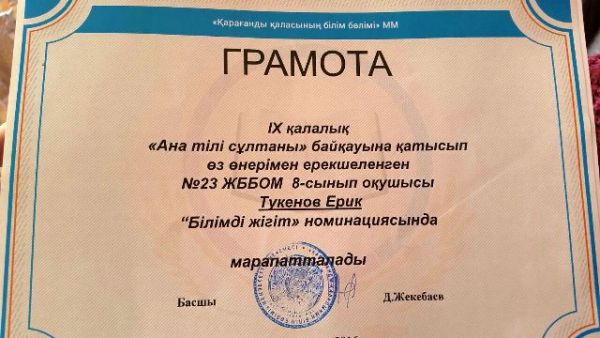 «Қарағанды қаласының білім бөлімі» ММ
ГРАМОТА
IX қалалық
«Ана тілі сұлтаны» байқауына қатысып
өз өнерімен ерекшеленген
№23 ЖББОМ 8-сынып оқушысы
Тукенов Ерик
“Білімді жігіт” номинациясында
марапатталады
Басшы Д.Жекебаев